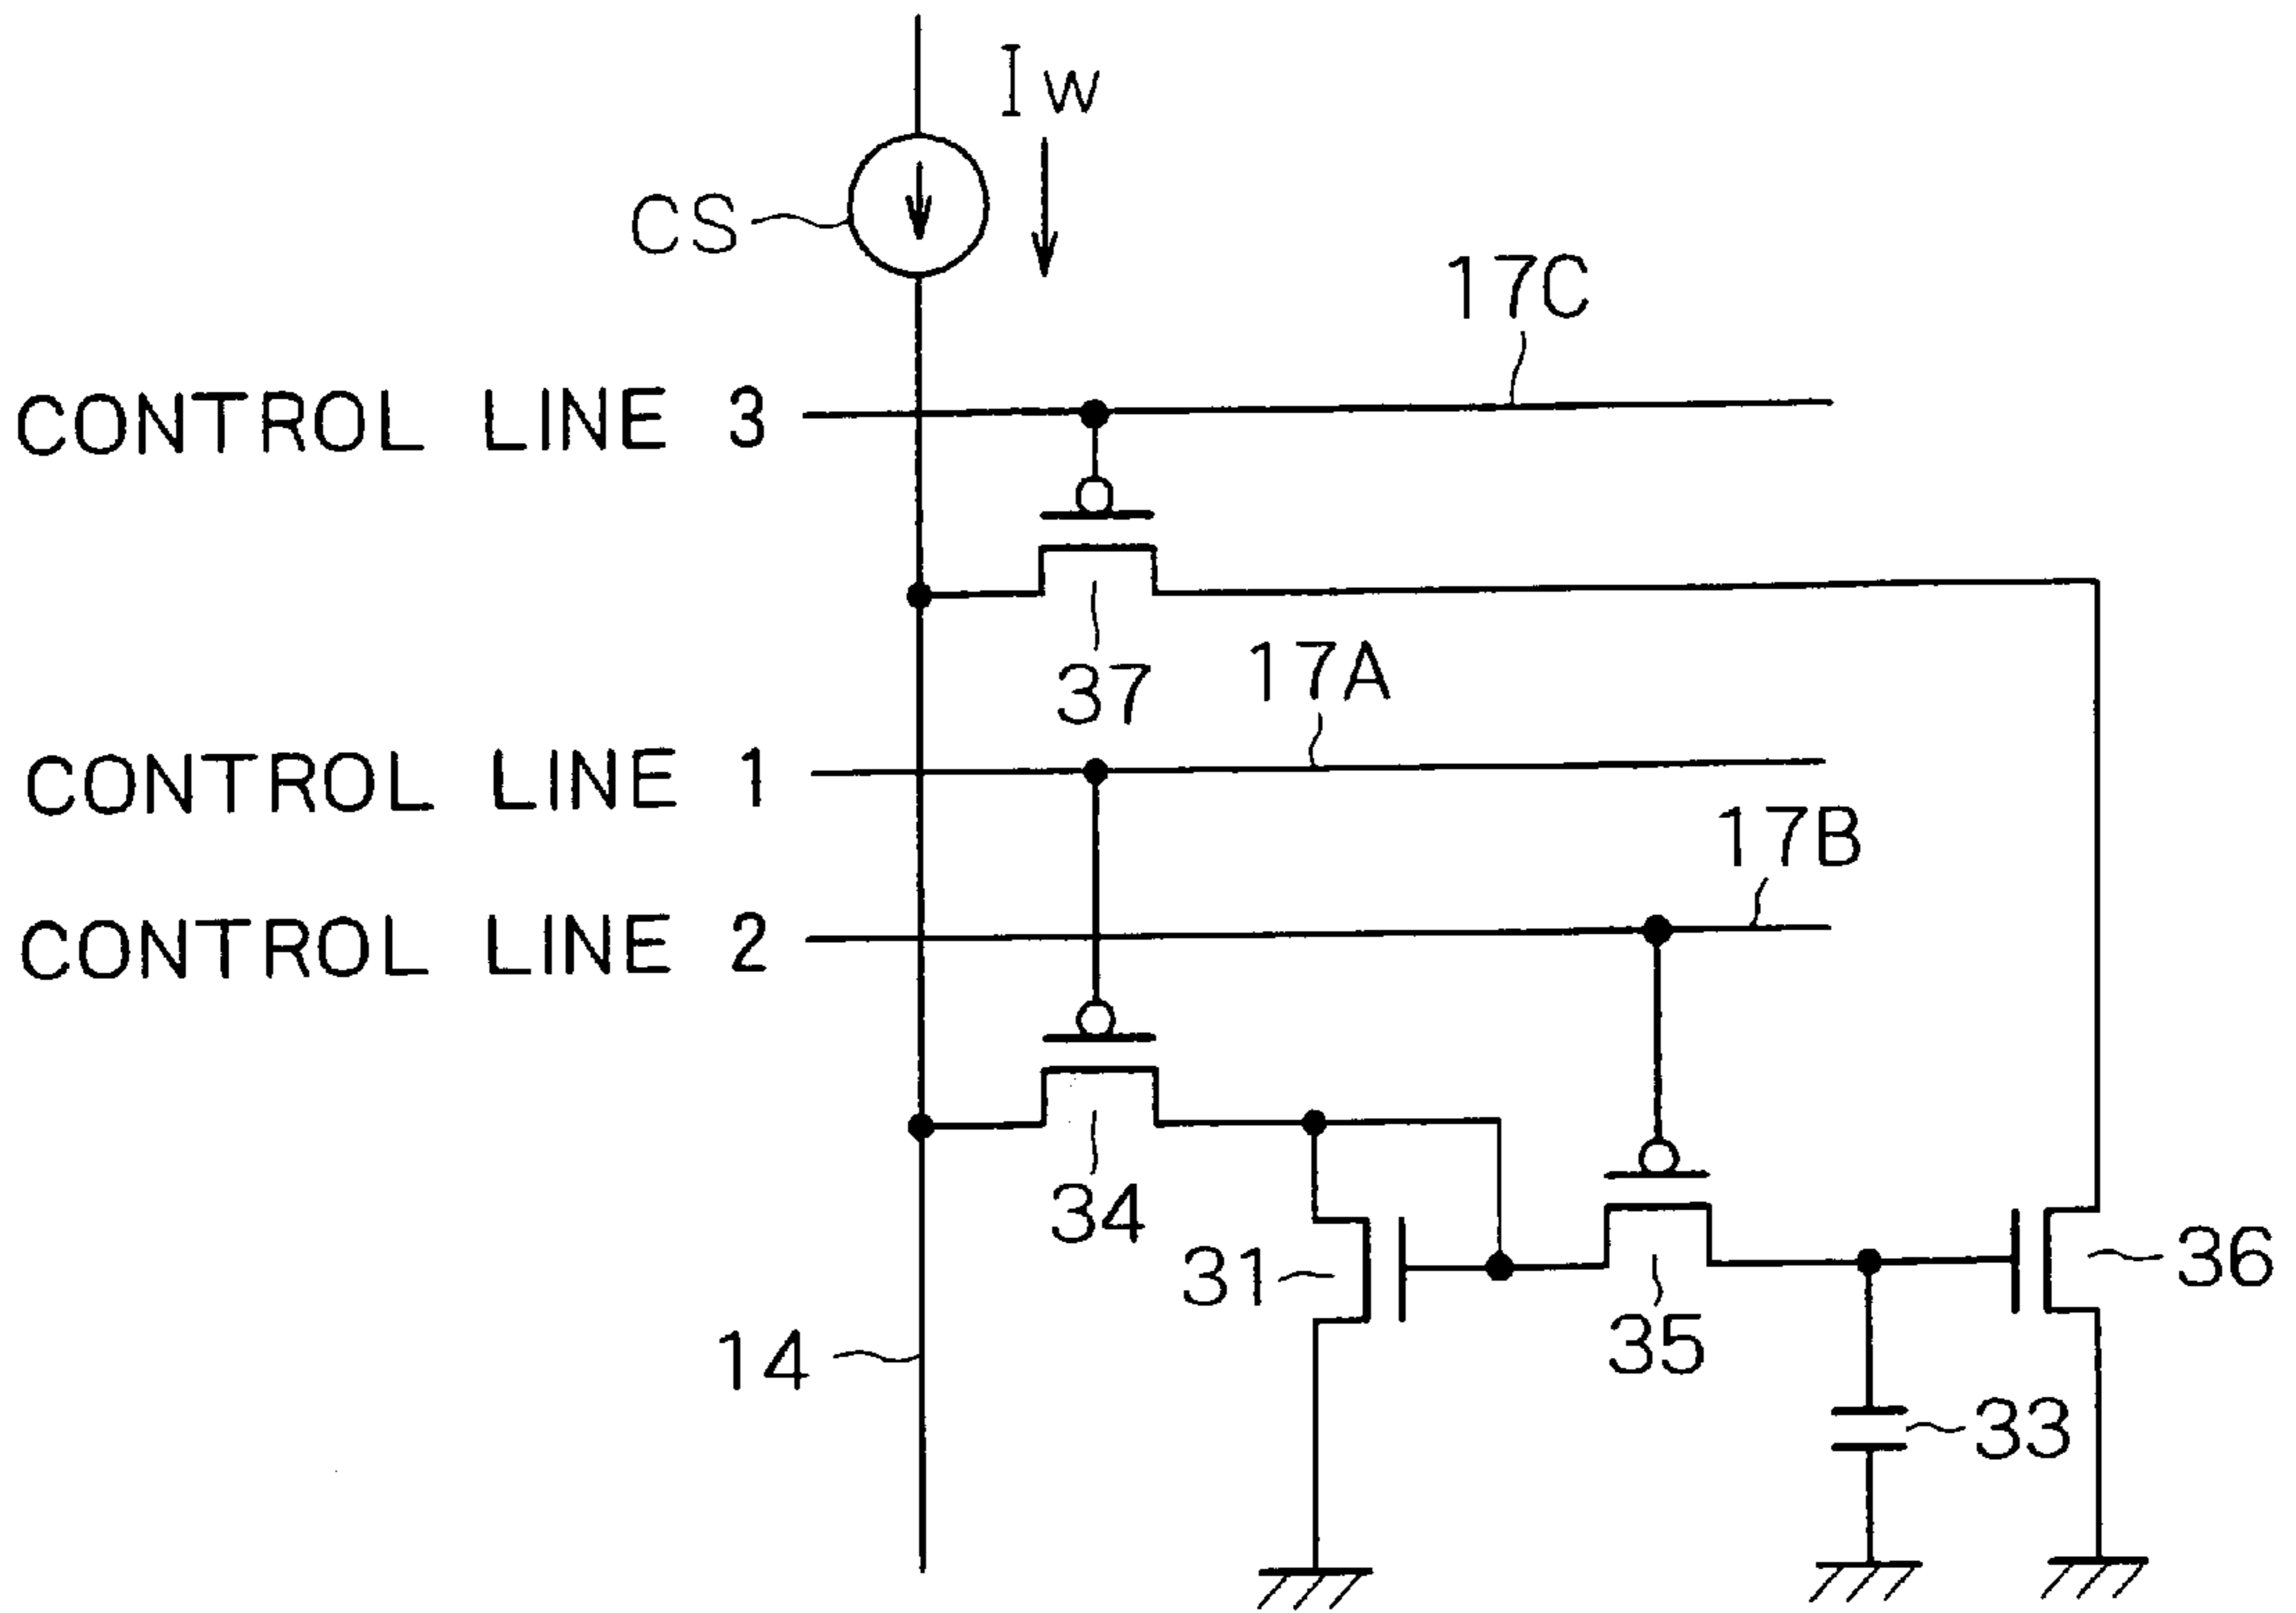 Iw
CS
17C
CONTROL LINE 3
37
17A
CONTROL LINE 1
17B
CONTROL LINE 2
34
31
35
36
14
33